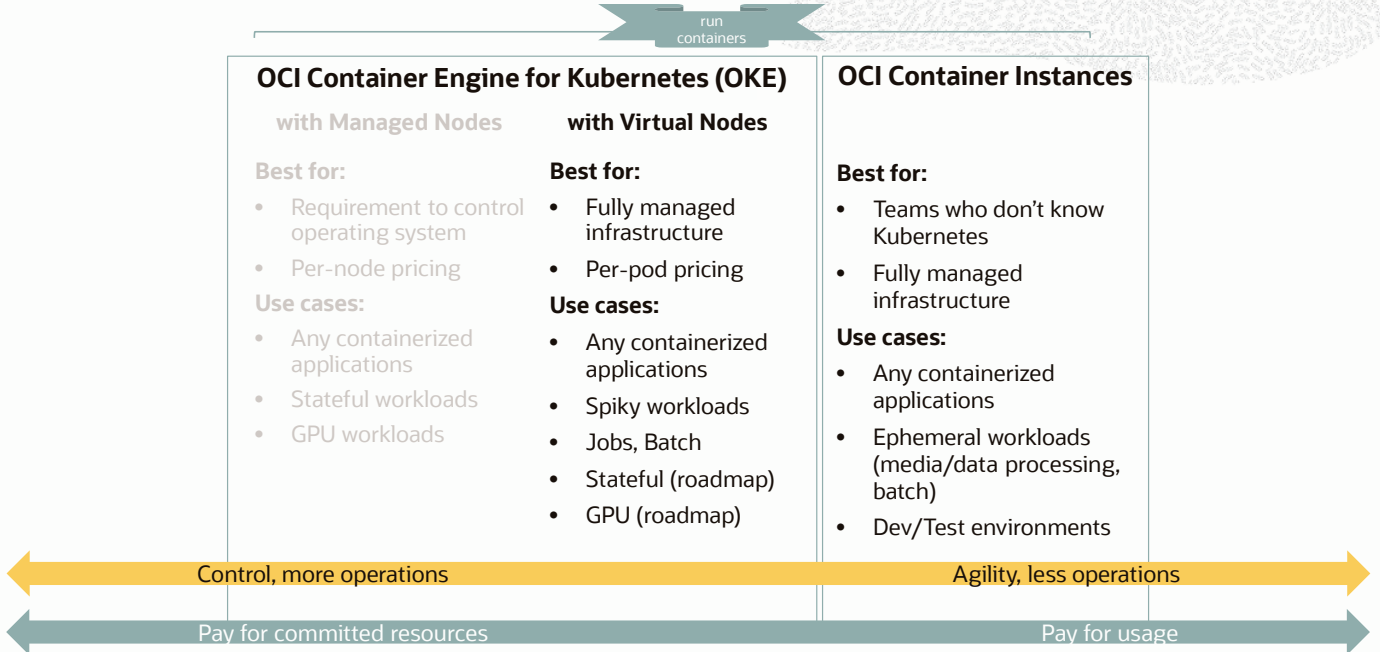 run
containers
OCI Container Engine for Kubernetes (OKE)
with Managed Nodes
Best for:
• Requirement to control
operating system
• Per-node pricing
Use cases:
• Any containerized
applications
• Stateful workloads
• GPU workloads
with Virtual Nodes
Best for:
• Fully managed
infrastructure
• Per-pod pricing
Use cases:
• Any containerized
applications
• Spiky workloads
• Jobs, Batch
• Stateful (roadmap)
• GPU (roadmap)
OCI Container Instances
Best for:
• Teams who don't know
Kubernetes
• Fully managed
infrastructure
Use cases:
• Any containerized
applications
• Ephemeral workloads
(media/data processing,
batch)
• Dev/Test environments
Control, more operations
Agility, less operations
Pay for committed resources
Pay for usage